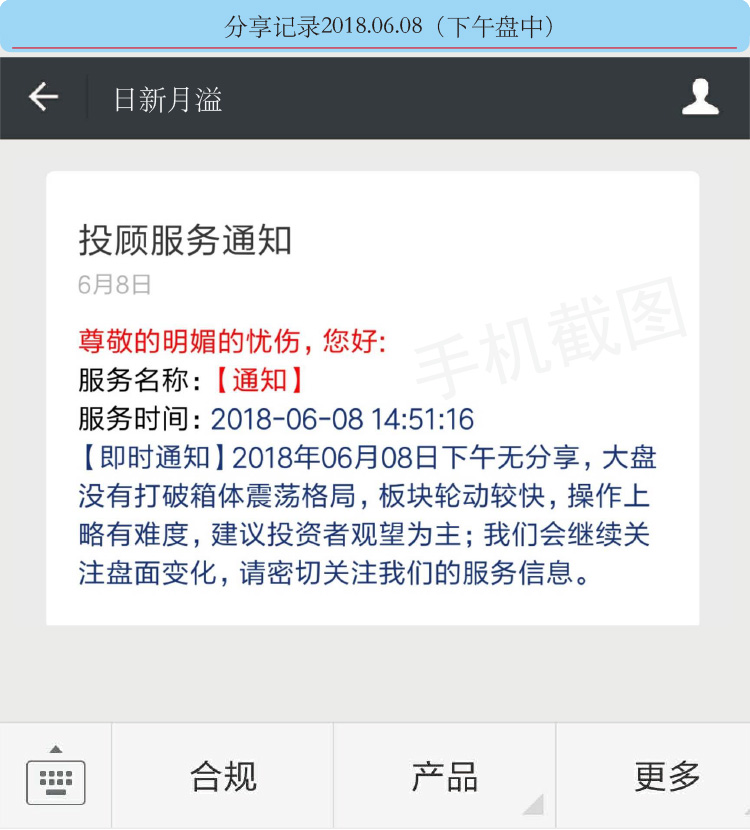 分享记录2018.06.08（下午盘中）
日新月溢
投顾服务通知
6月8日
手机截图
尊敬的明媚的忧伤，您好:
服务名称：【通知】
服务时间：2018-06-08 14:51:16
【即时通知】2018年06月08日下午无分享，大盘
没有打破箱体震荡格局，板块轮动较快，操作上
略有难度，建议投资者观望为主；我们会继续关
注盘面变化，请密切关注我们的服务信息。
合规
产品
更多